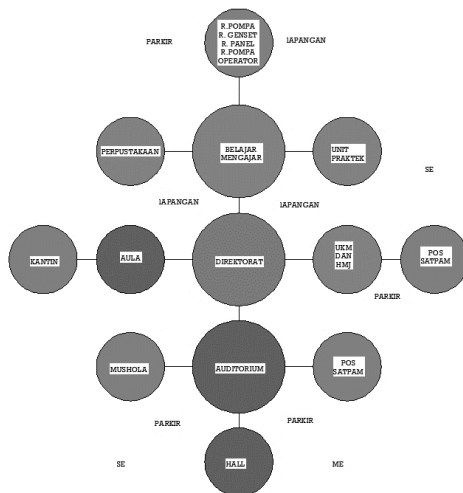 R.POMPA
R. GENSET
R. PANEL
R.POMPA
OPERATOR
PARKIR
lAPANGAN
PERPUSTAKAAN
BELAJAR
MENGAJAR
UNIT
PRAKTEK
SE
lAPANGAN
lAPANGAN
KANTIN
AULA
DIREKTORAT
UKM
DAN
HMJ
POS
SATPAM
PARKIR
MUSHOLA
AUDITORIUM
POS
SATPAM
PARKIR
PARKIR
SE
HALL
ME